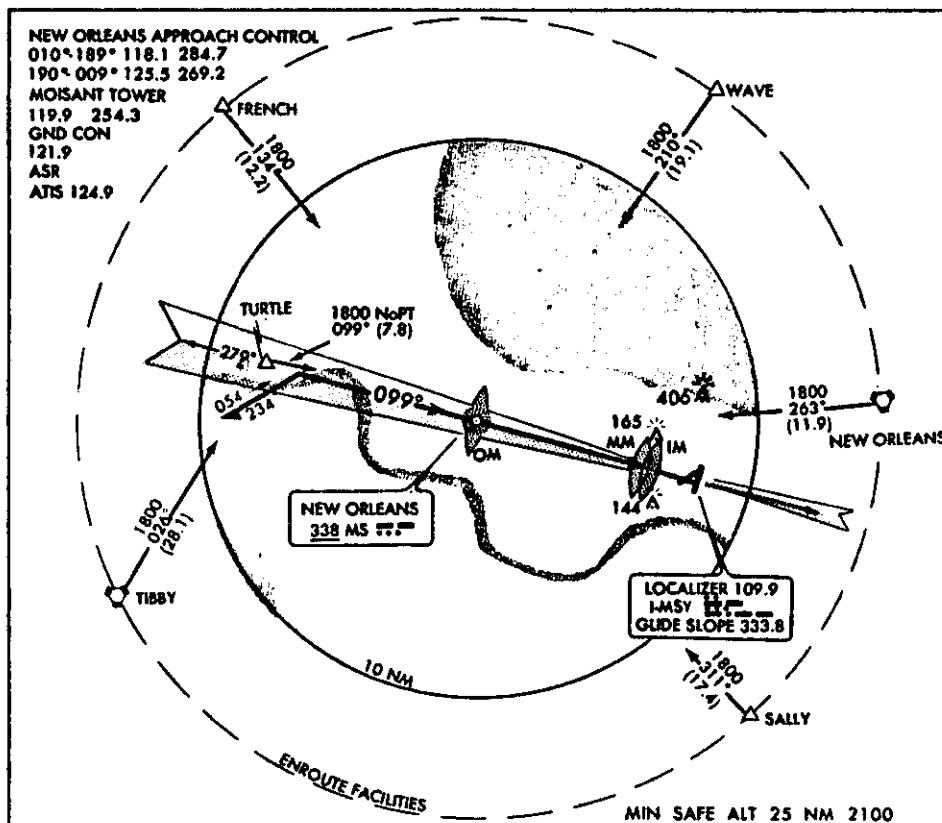 NEW ORLEANS APPROACH CONTROL
010°-189° 118.1 284.7
190°-009° 125.5 269.2
MOISANT TOWER
119.9 254.3
GND CON
121.9
ASR
ATIS 124.9
FRENCH
1800
134°
(12.2)
WAVE
1800
210°
(19.1)
TURTLE
1800 NoPT
099° (7.8)
279°
054
234
099°
OM
406
165
MM
IM
144
1800
263°
(11.9)
NEW ORLEANS
NEW ORLEANS
338 MS
1800
026°
(28.1)
TIBBY
LOCALIZER 109.9
I-MSY
GLIDE SLOPE 333.8
1800
311°
(17.4)
SALLY
10 NM
ENROUTE FACILITIES
MIN SAFE ALT 25 NM 2100